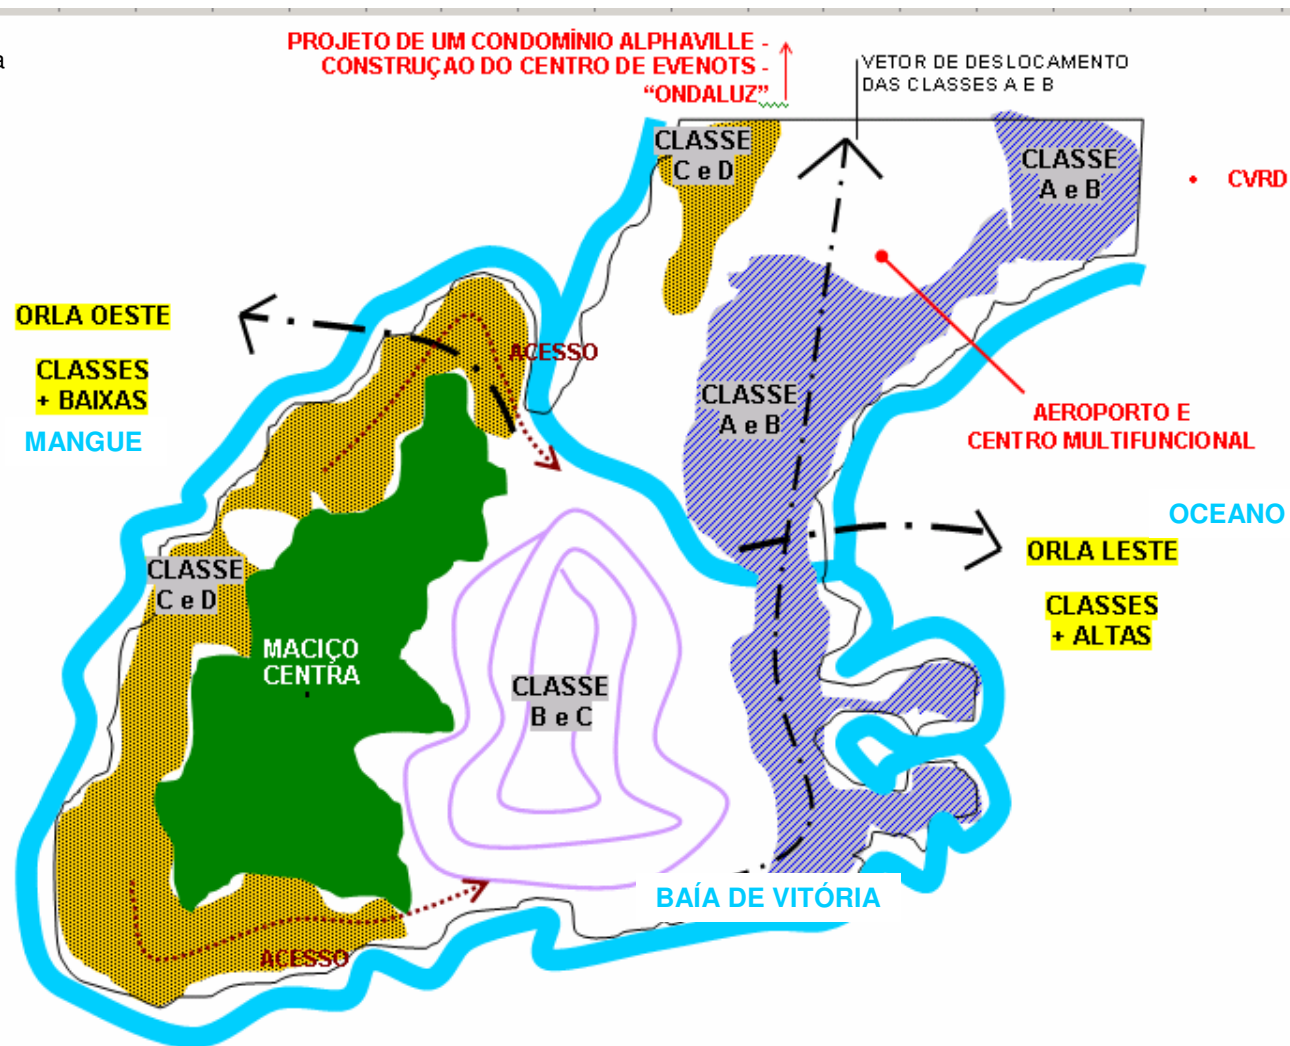 a
PROJETO DE UM CONDOMÍNIO ALPHAVILLE -
CONSTRUÇAO DO CENTRO DE EVENOTS -
“ONDALUZ”
VETOR DE DESLOCAMENTO
DAS CLASSES A E B
CLASSE
C e D
CLASSE
A e B
CVRD
ORLA OESTE
CLASSES
+ BAIXAS
MANGUE
ACESSO
CLASSE
A e B
AEROPORTO E
CENTRO MULTIFUNCIONAL
OCEANO
ORLA LESTE
CLASSES
+ ALTAS
CLASSE
C e D
MACIÇO
CENTRA
CLASSE
B e C
BAÍA DE VITÓRIA
ACESSO